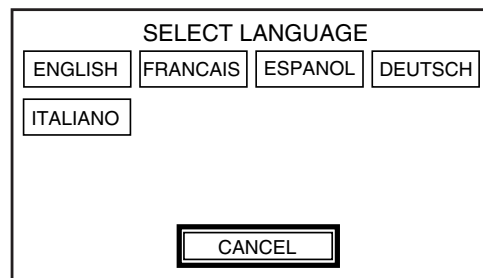 SELECT LANGUAGE
ENGLISH FRANCAIS ESPANOL DEUTSCH
ITALIANO
CANCEL